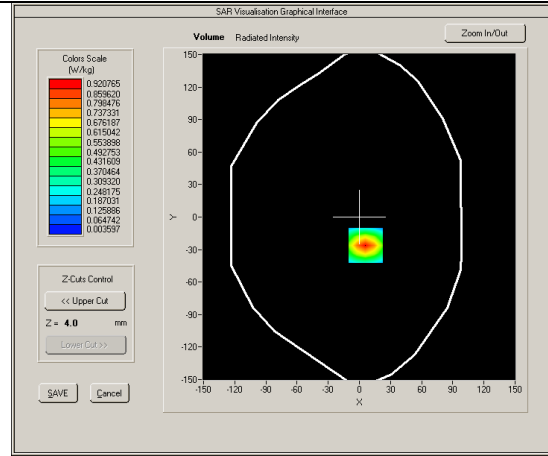 SAR Visualisation Graphical Interface
Volume Radiated Intensity
Zoom In/Out
Colors Scale
(W/kg)
0.920765
0.859620
0.798476
0.737331
0.676187
0.615042
0.553898
0.492753
0.431609
0.370464
0.309320
0.248175
0.187031
0.125886
0.064742
0.003597
Z-Cuts Control
<< Upper Cut
Z = 4.0 mm
Lower Cut >>
SAVE Cancel
150
120
90
60
30
0
-30
-60
-90
-120
-150
Y
-150 -120 -90 -60 -30 0 30 60 90 120 150
X